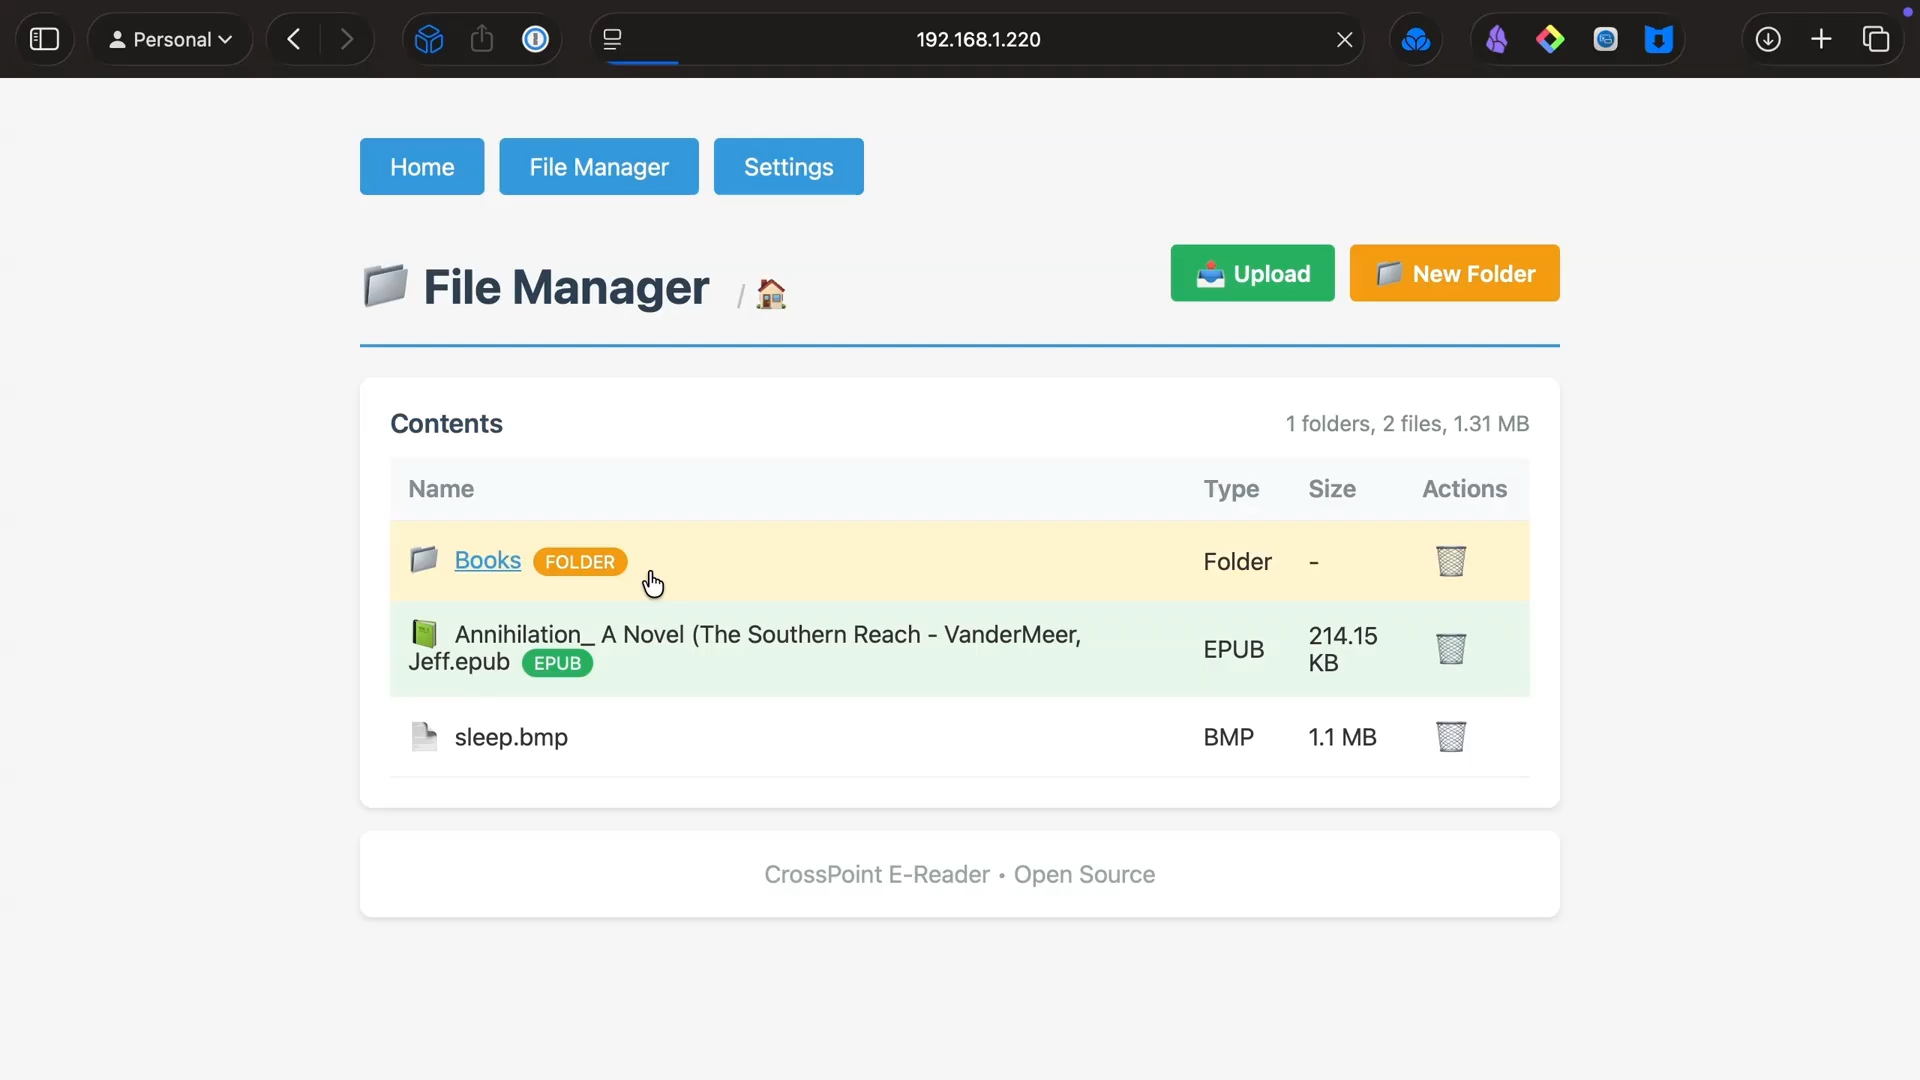 Personal
192.168.1.220
Home
File Manager
Settings
File Manager /
Upload
New Folder
Contents
1 folders, 2 files, 1.31 MB
Name
Type
Size
Actions
Books FOLDER
Folder
-
Annihilation_ A Novel (The Southern Reach - VanderMeer,
Jeff.epub EPUB
EPUB
214.15
KB
sleep.bmp
BMP
1.1 MB
CrossPoint E-Reader • Open Source